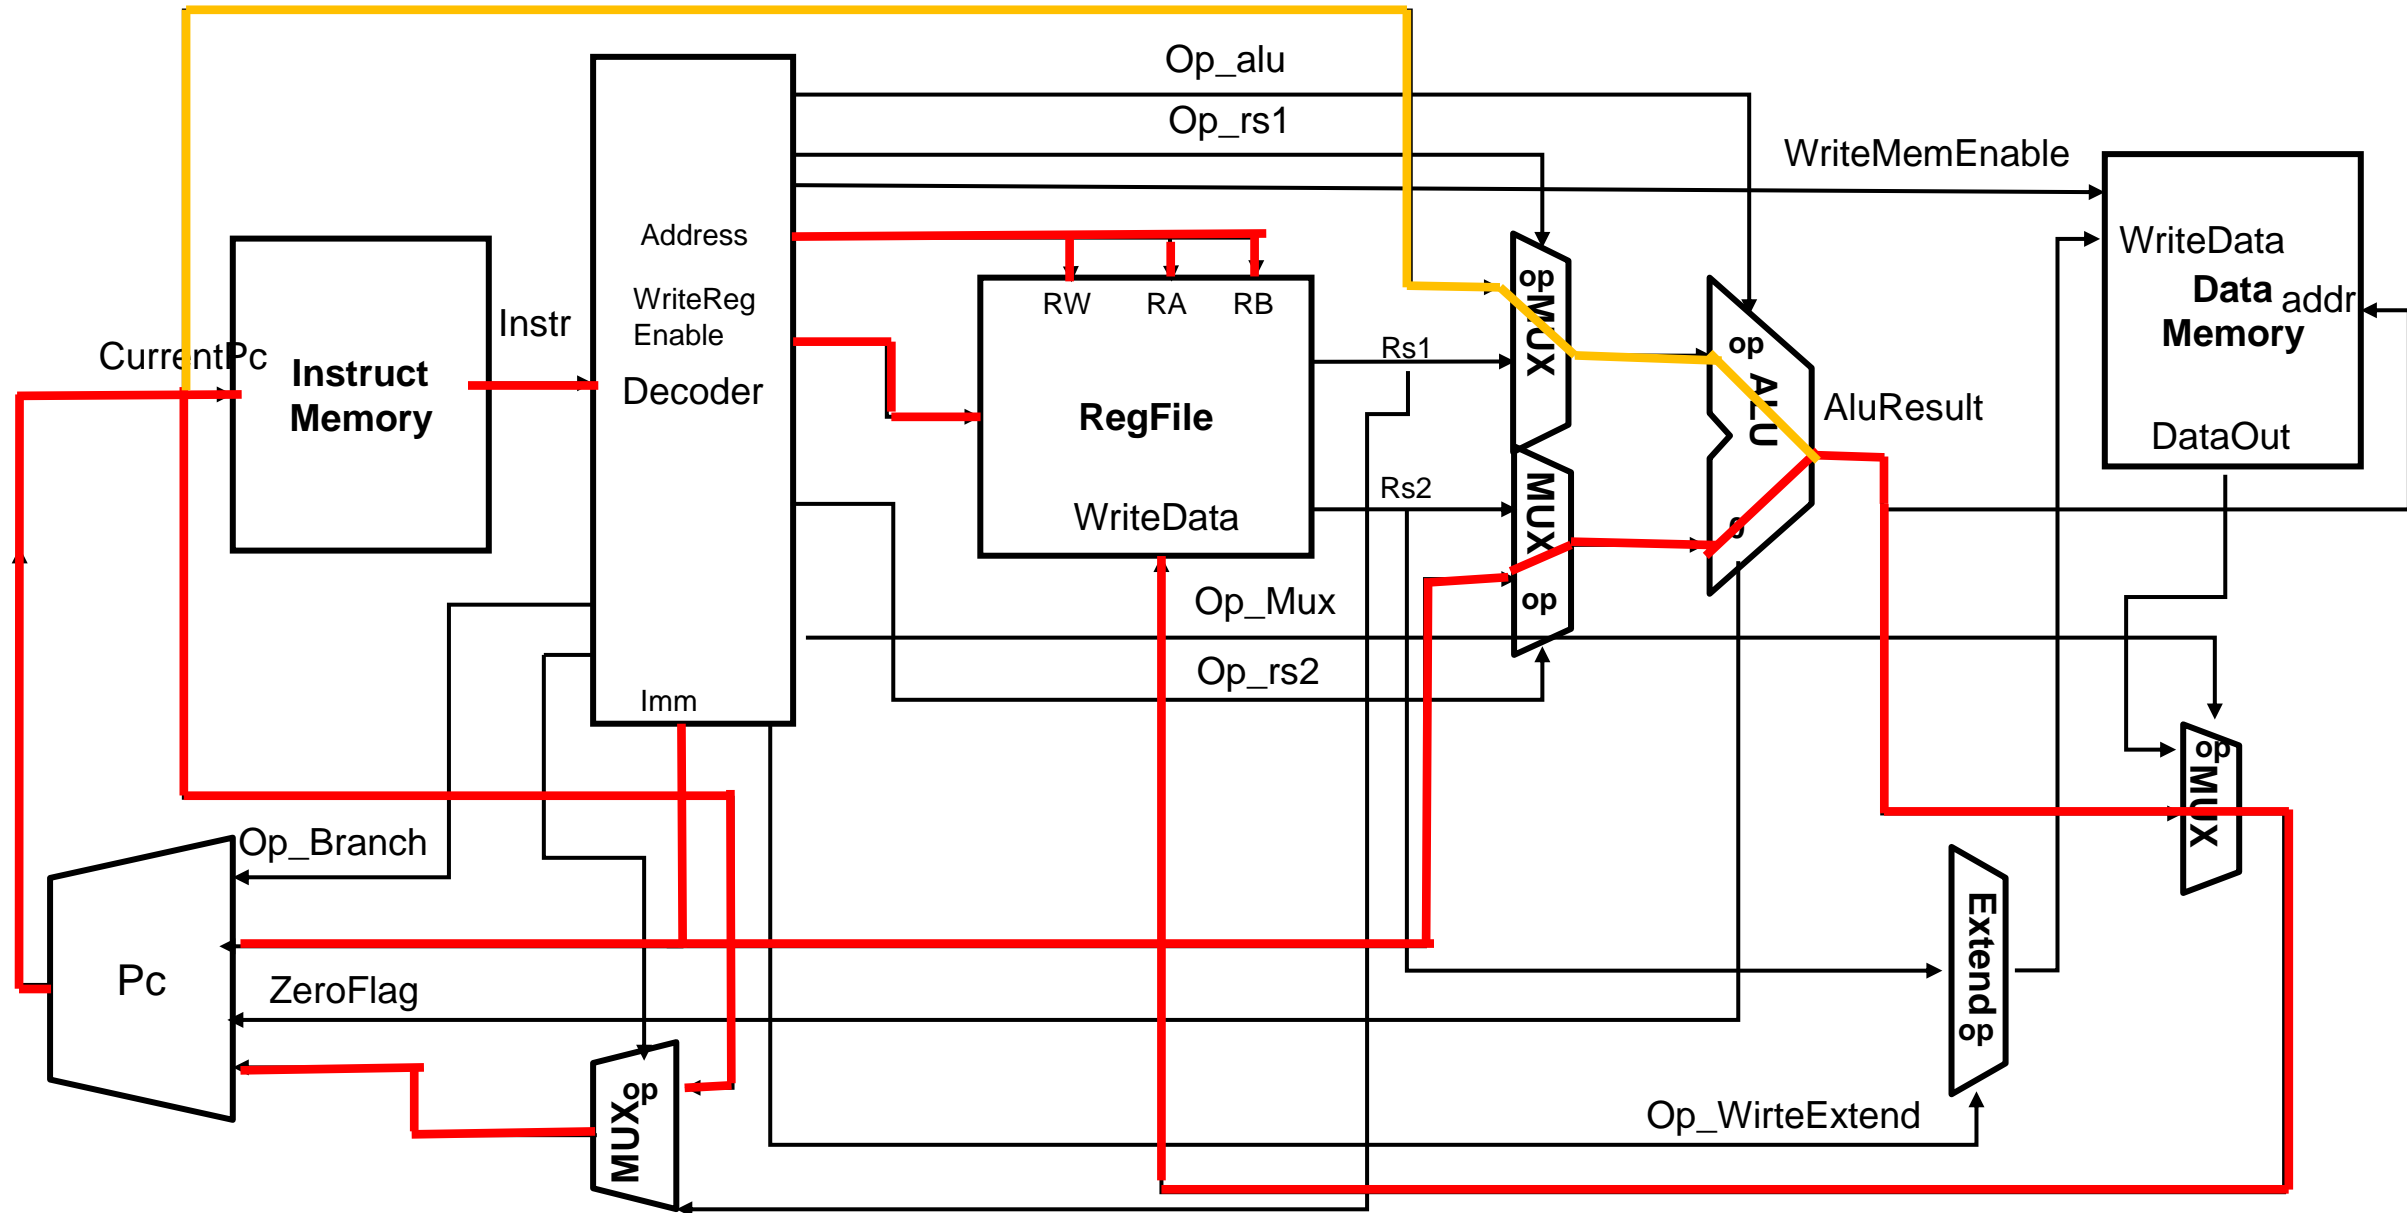 Op_alu
Op_rs1
WriteMemEnable
Address
WriteReg
Enable
Decoder
Imm
CurrentPc
Instruct
Memory
Instr
RW
RA
RB
RegFile
WriteData
Rs1
Rs2
op
MUX
MUX
op
op
ALU
AluResult
WriteData
Data
Memory
addr
DataOut
Op_Mux
Op_rs2
op
MUX
Op_Branch
Pc
ZeroFlag
op
MUX
Extend
op
Op_WirteExtend